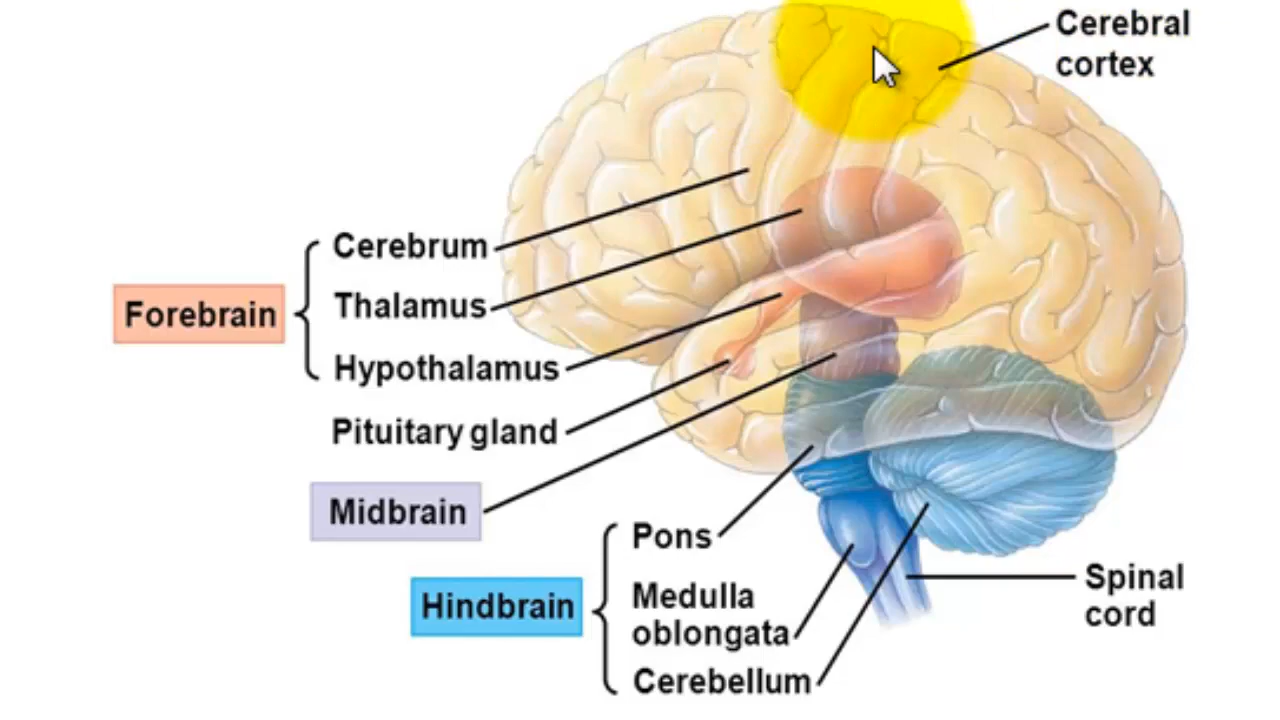 Cerebral
cortex
Cerebrum
Thalamus
Forebrain
Hypothalamus
Pituitary gland
Midbrain
Pons
Medulla
oblongata
Hindbrain
Cerebellum
Spinal
cord